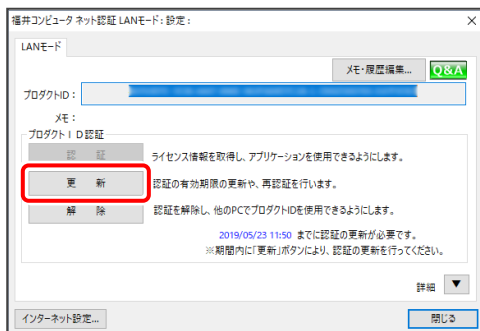 福井コンピュータ ネット認証 LANモード : 設定 :
LANモード
メモ・履歴編集... Q&A
プロダクトID :
メモ :
プロダクトＩＤ認証
認　証 ライセンス情報を取得し、アプリケーションを使用できるようにします。
更　新 認証の有効期限の更新や、再認証を行います。
解　除 認証を解除し、他のPCでプロダクトIDを使用できるようにします。
2019/05/23 11:50 までに認証の更新が必要です。
※期間内に「更新」ボタンにより、認証の更新を行ってください。
詳細 ▼
インターネット設定... 閉じる